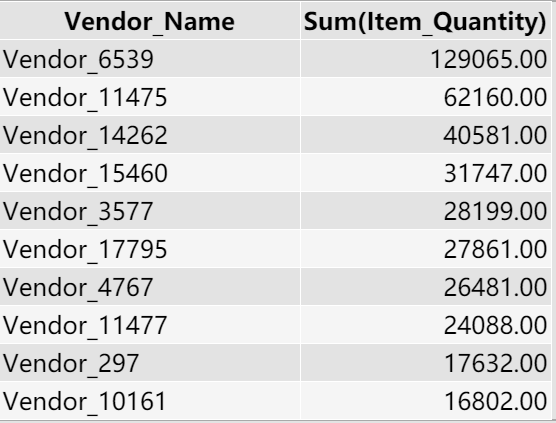 Vendor_Name Sum(Item_Quantity)
Vendor_6539 129065.00
Vendor_11475 62160.00
Vendor_14262 40581.00
Vendor_15460 31747.00
Vendor_3577 28199.00
Vendor_17795 27861.00
Vendor_4767 26481.00
Vendor_11477 24088.00
Vendor_297 17632.00
Vendor_10161 16802.00